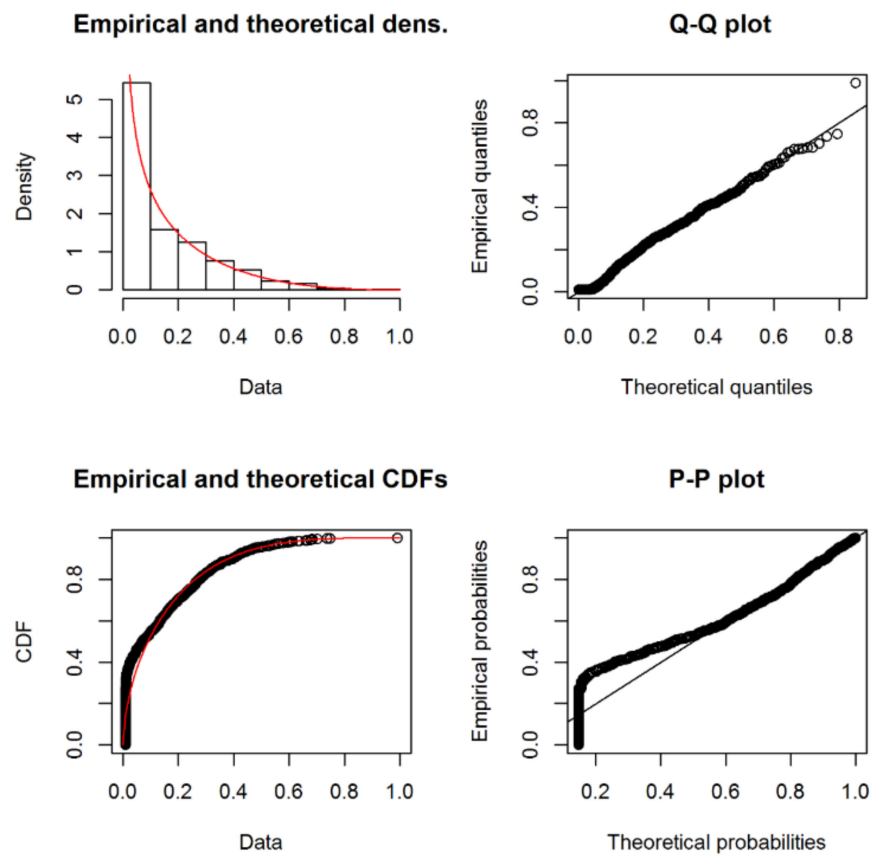 Empirical and theoretical dens.
Density
0 1 2 3 4 5
0.0 0.2 0.4 0.6 0.8 1.0
Data
Q-Q plot
Empirical quantiles
0.0 0.4 0.8
0.0 0.2 0.4 0.6 0.8
Theoretical quantiles
Empirical and theoretical CDFs
CDF
0.0 0.4 0.8
0.0 0.2 0.4 0.6 0.8 1.0
Data
P-P plot
Empirical probabilities
0.0 0.4 0.8
0.2 0.4 0.6 0.8 1.0
Theoretical probabilities